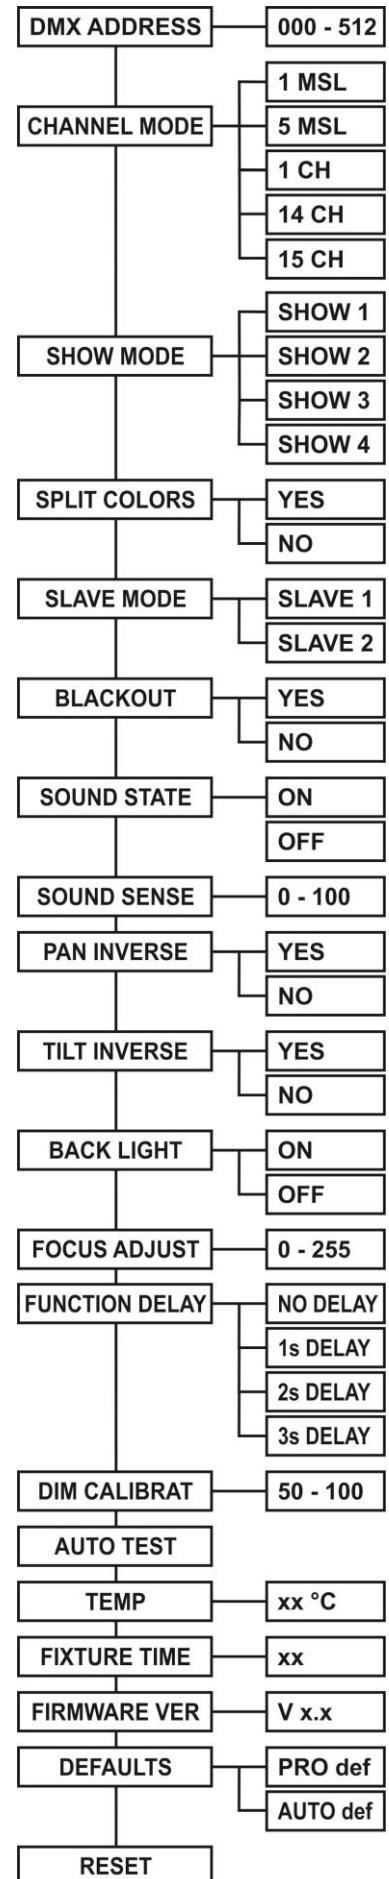 DMX ADDRESS 000 - 512
1 MSL
CHANNEL MODE 5 MSL
1 CH
14 CH
15 CH
SHOW 1
SHOW MODE SHOW 2
SHOW 3
SHOW 4
SPLIT COLORS YES
NO
SLAVE MODE SLAVE 1
SLAVE 2
BLACKOUT YES
NO
SOUND STATE ON
OFF
SOUND SENSE 0 - 100
PAN INVERSE YES
NO
TILT INVERSE YES
NO
BACK LIGHT ON
OFF
FOCUS ADJUST 0 - 255
FUNCTION DELAY NO DELAY
1s DELAY
2s DELAY
3s DELAY
DIM CALIBRAT 50 - 100
AUTO TEST
TEMP xx °C
FIXTURE TIME xx
FIRMWARE VER V x.x
DEFAULTS PRO def
AUTO def
RESET